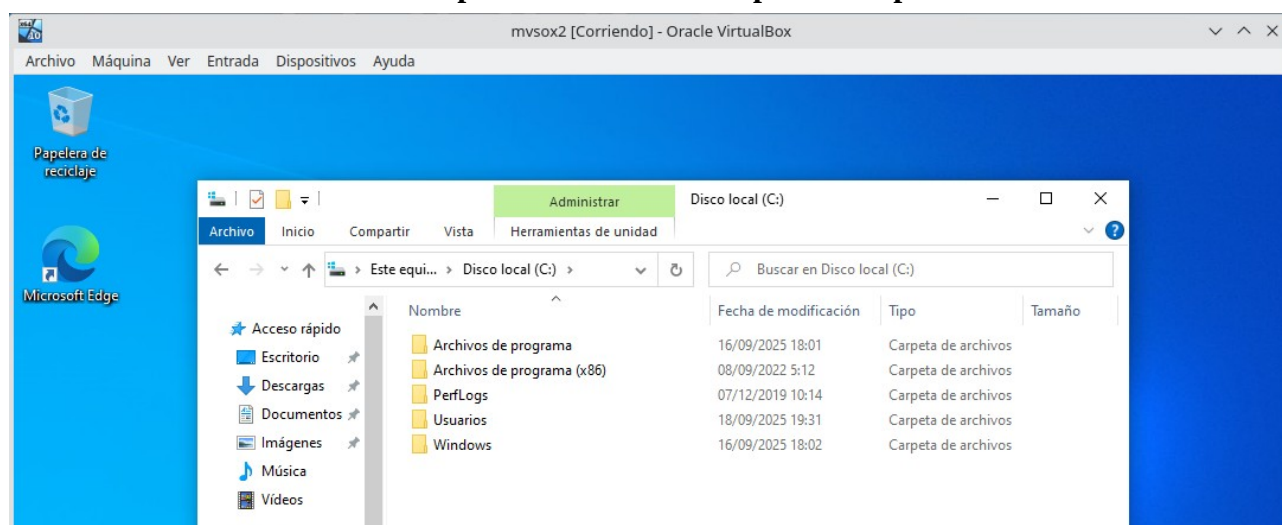 mvsox2 [Corriendo] - Oracle VirtualBox
Archivo Máquina Ver Entrada Dispositivos Ayuda
Papelera de
reciclaje
Microsoft Edge
Administrar Disco local (C:)
Archivo Inicio Compartir Vista Herramientas de unidad
Este equi... › Disco local (C:) › Buscar en Disco local (C:)
Nombre Fecha de modificación Tipo Tamaño
Acceso rápido
Escritorio
Descargas
Documentos
Imágenes
Música
Vídeos
Archivos de programa 16/09/2025 18:01 Carpeta de archivos
Archivos de programa (x86) 08/09/2022 5:12 Carpeta de archivos
PerfLogs 07/12/2019 10:14 Carpeta de archivos
Usuarios 18/09/2025 19:31 Carpeta de archivos
Windows 16/09/2025 18:02 Carpeta de archivos